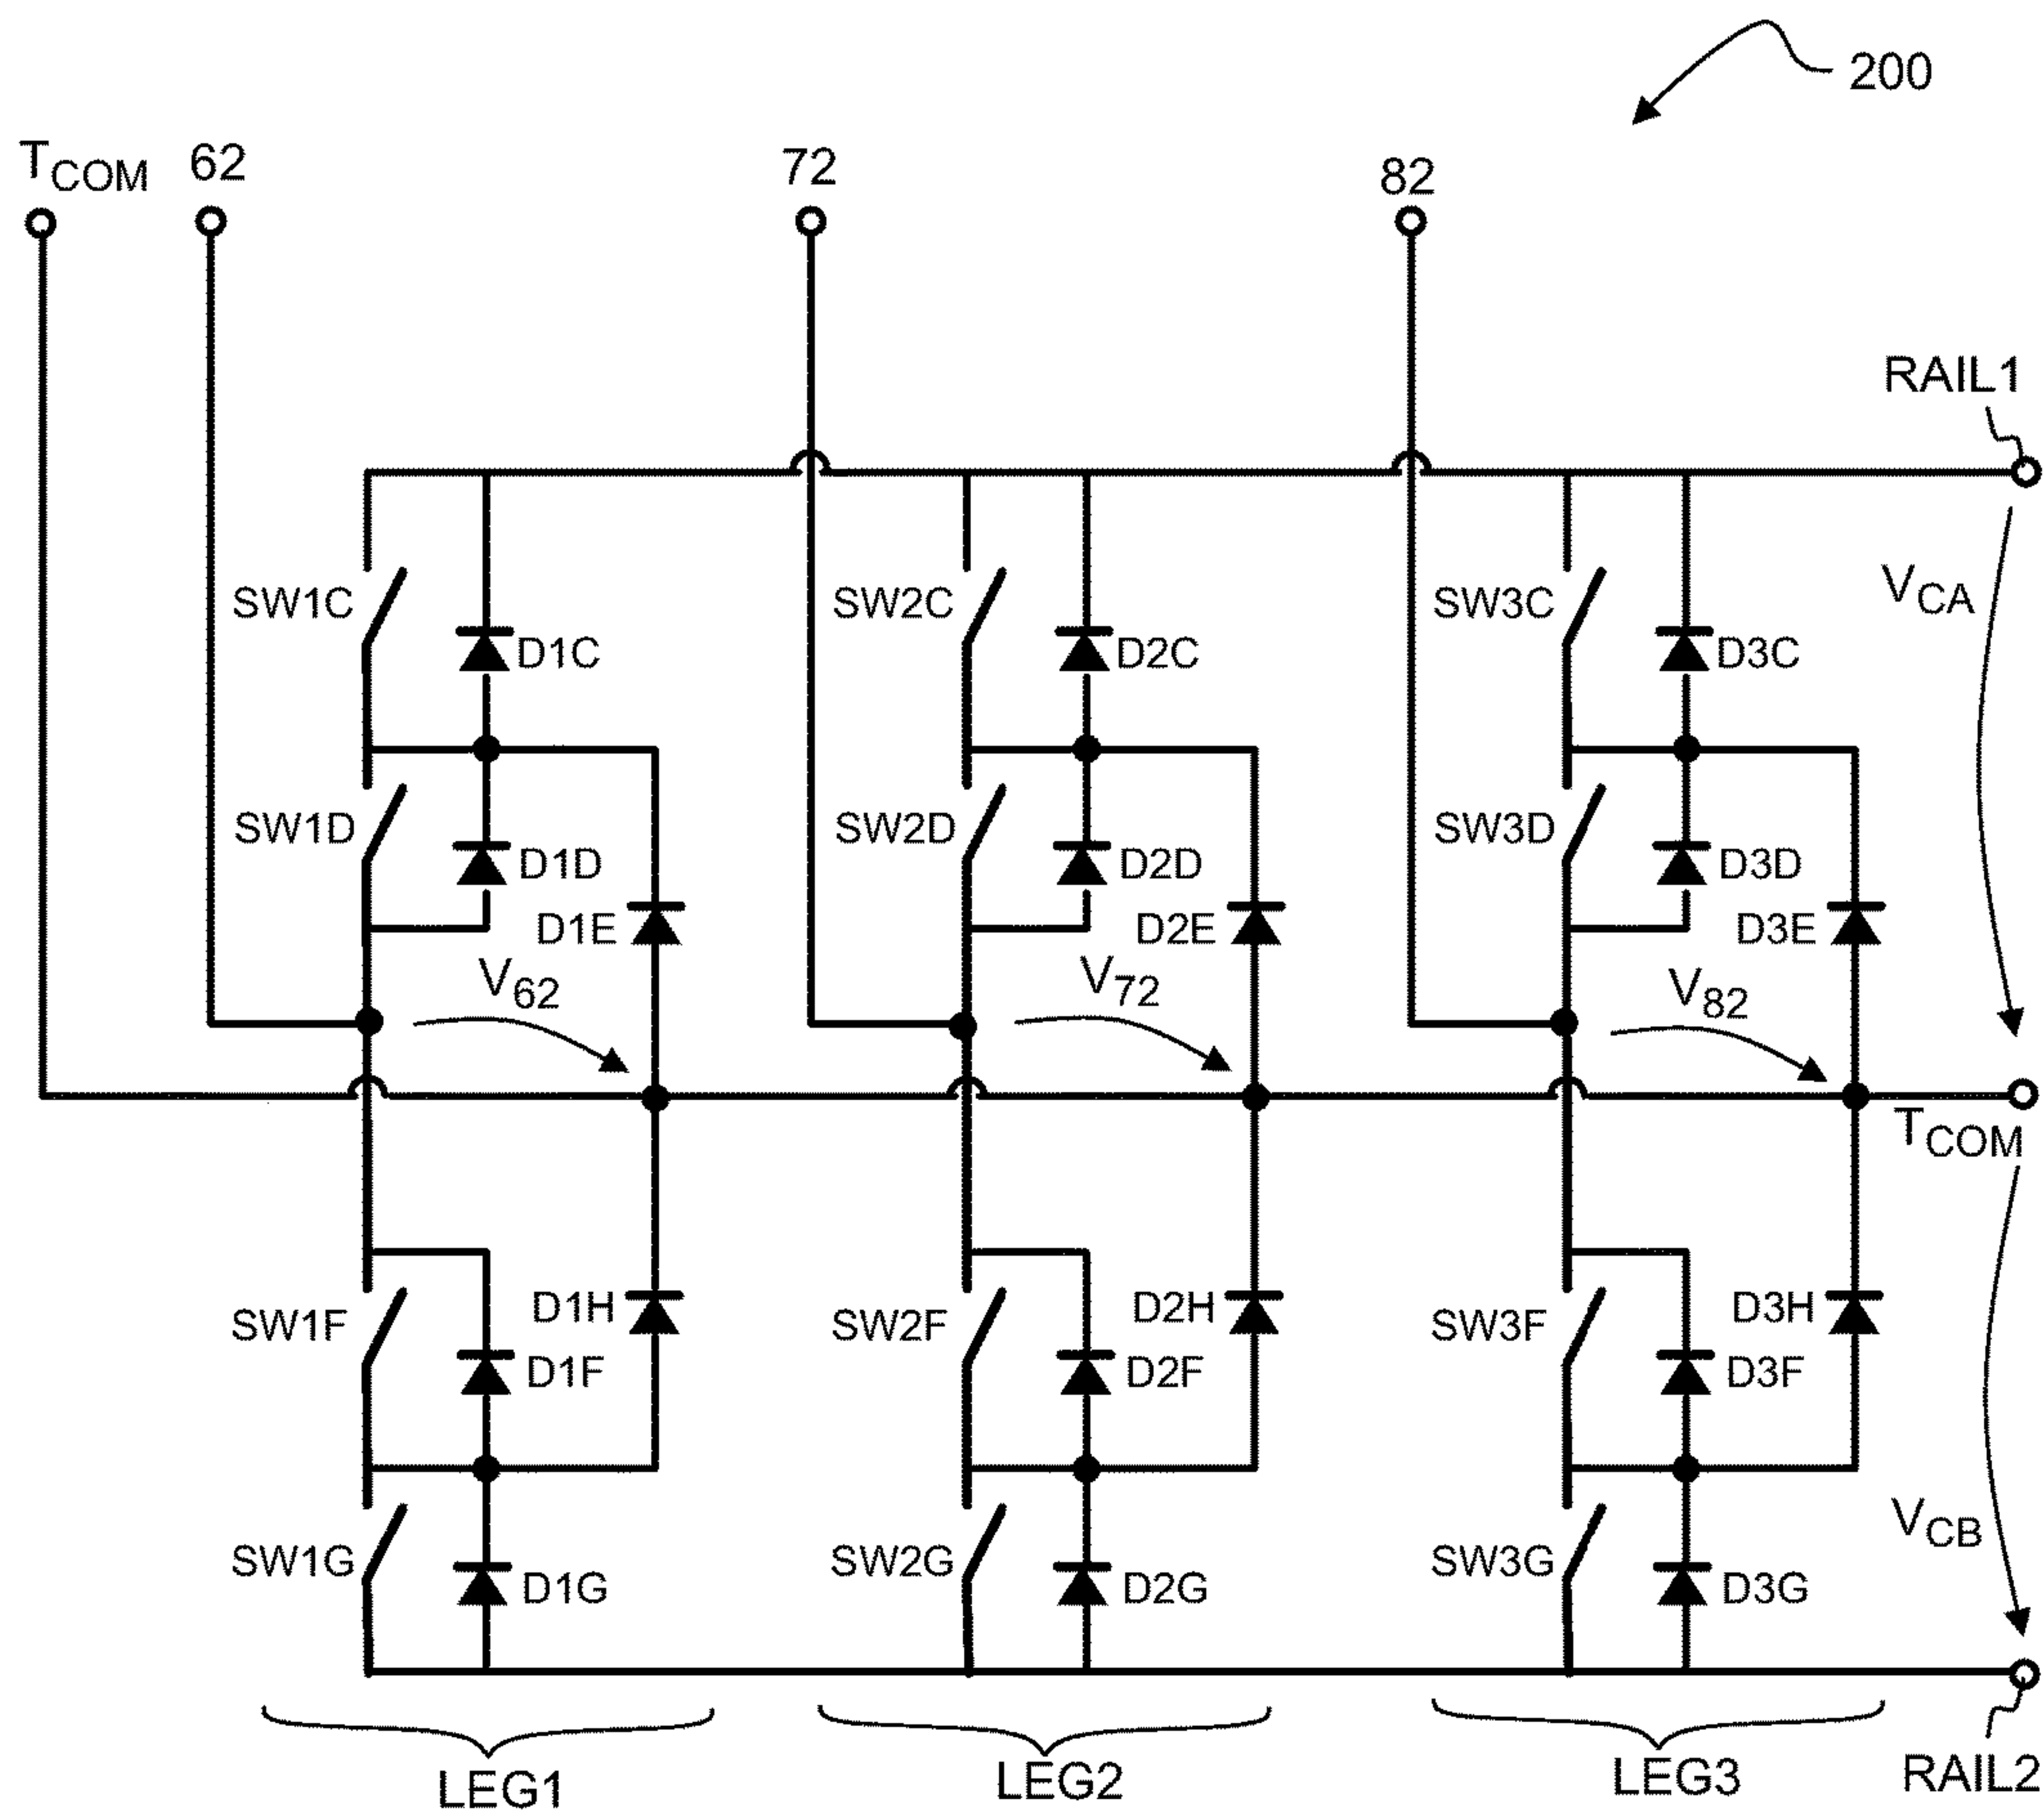 200
TCOM 62 72 82
RAIL1
SW1C D1C SW2C D2C SW3C D3C VCA
SW1D D1D SW2D D2D SW3D D3D
D1E D2E D3E
V62 V72 V82
TCOM
SW1F D1H SW2F D2H SW3F D3H
D1F D2F D3F
VCB
SW1G D1G SW2G D2G SW3G D3G
LEG1 LEG2 LEG3 RAIL2